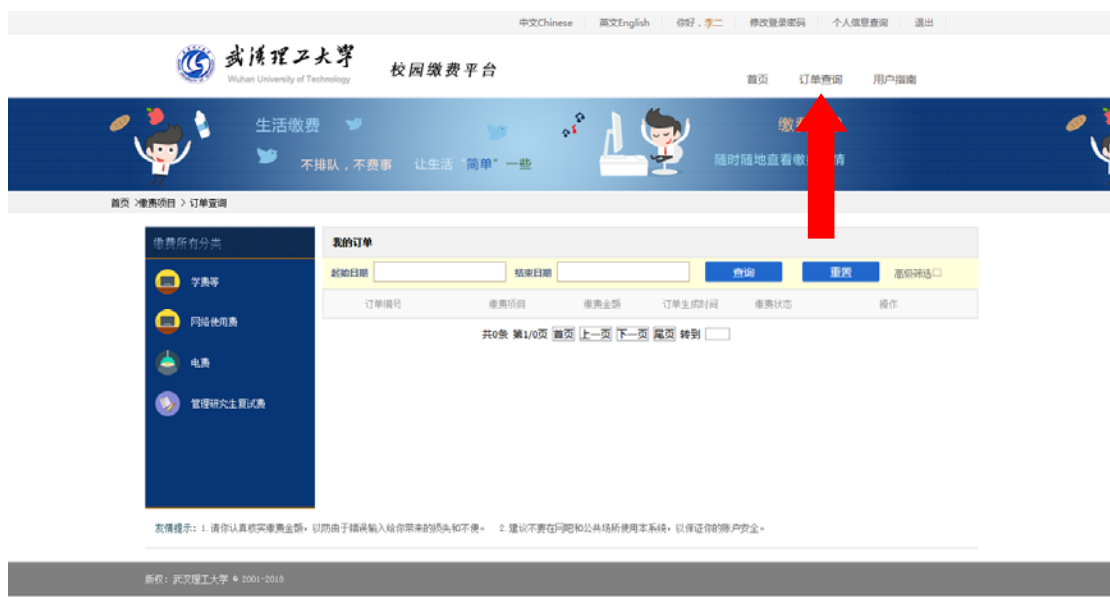 中文Chinese 英文English 你好，李二 修改登录密码 个人信息查询 退出
武汉理工大学
Wuhan University of Technology
校园缴费平台
首页 订单查询 用户指南
生活缴费
不排队，不费事 让生活“简单”一些
缴费
随时随地查看缴 情
首页 >缴费项目 > 订单查询
缴费所有分类
学费等
网络使用费
电费
管理研究生复试费
我的订单
起始日期 结束日期 查询 重置 高级筛选
订单编号 缴费项目 缴费金额 订单生成时间 缴费状态 操作
共0条 第1/0页 首页 上一页 下一页 尾页 转到
友情提示：1. 请你认真核实缴费金额，以防由于错误输入给你带来的损失和不便。 2. 建议不要在网吧和公共场所使用本系统，以保证你的账户安全。
版权：武汉理工大学 © 2001-2016